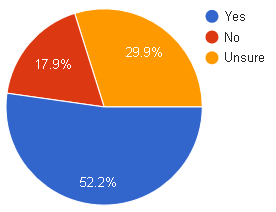 Yes
No
Unsure
29.9%
17.9%
52.2%